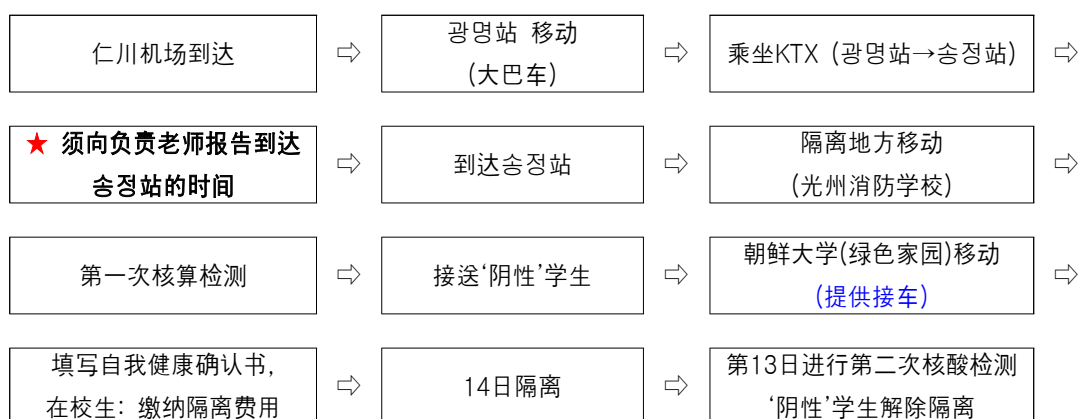 仁川机场到达
⇨
광명站 移动
(大巴车)
⇨
乘坐KTX (광명站→송정站)
⇨
★ 须向负责老师报告到达
송정站的时间
⇨
到达송정站
⇨
隔离地方移动
(光州消防学校)
⇨
第一次核算检测
⇨
接送‘阴性’学生
⇨
朝鲜大学(绿色家园)移动
(提供接车)
⇨
填写自我健康确认书,
在校生: 缴纳隔离费用
⇨
14日隔离
⇨
第13日进行第二次核酸检测
‘阴性’学生解除隔离